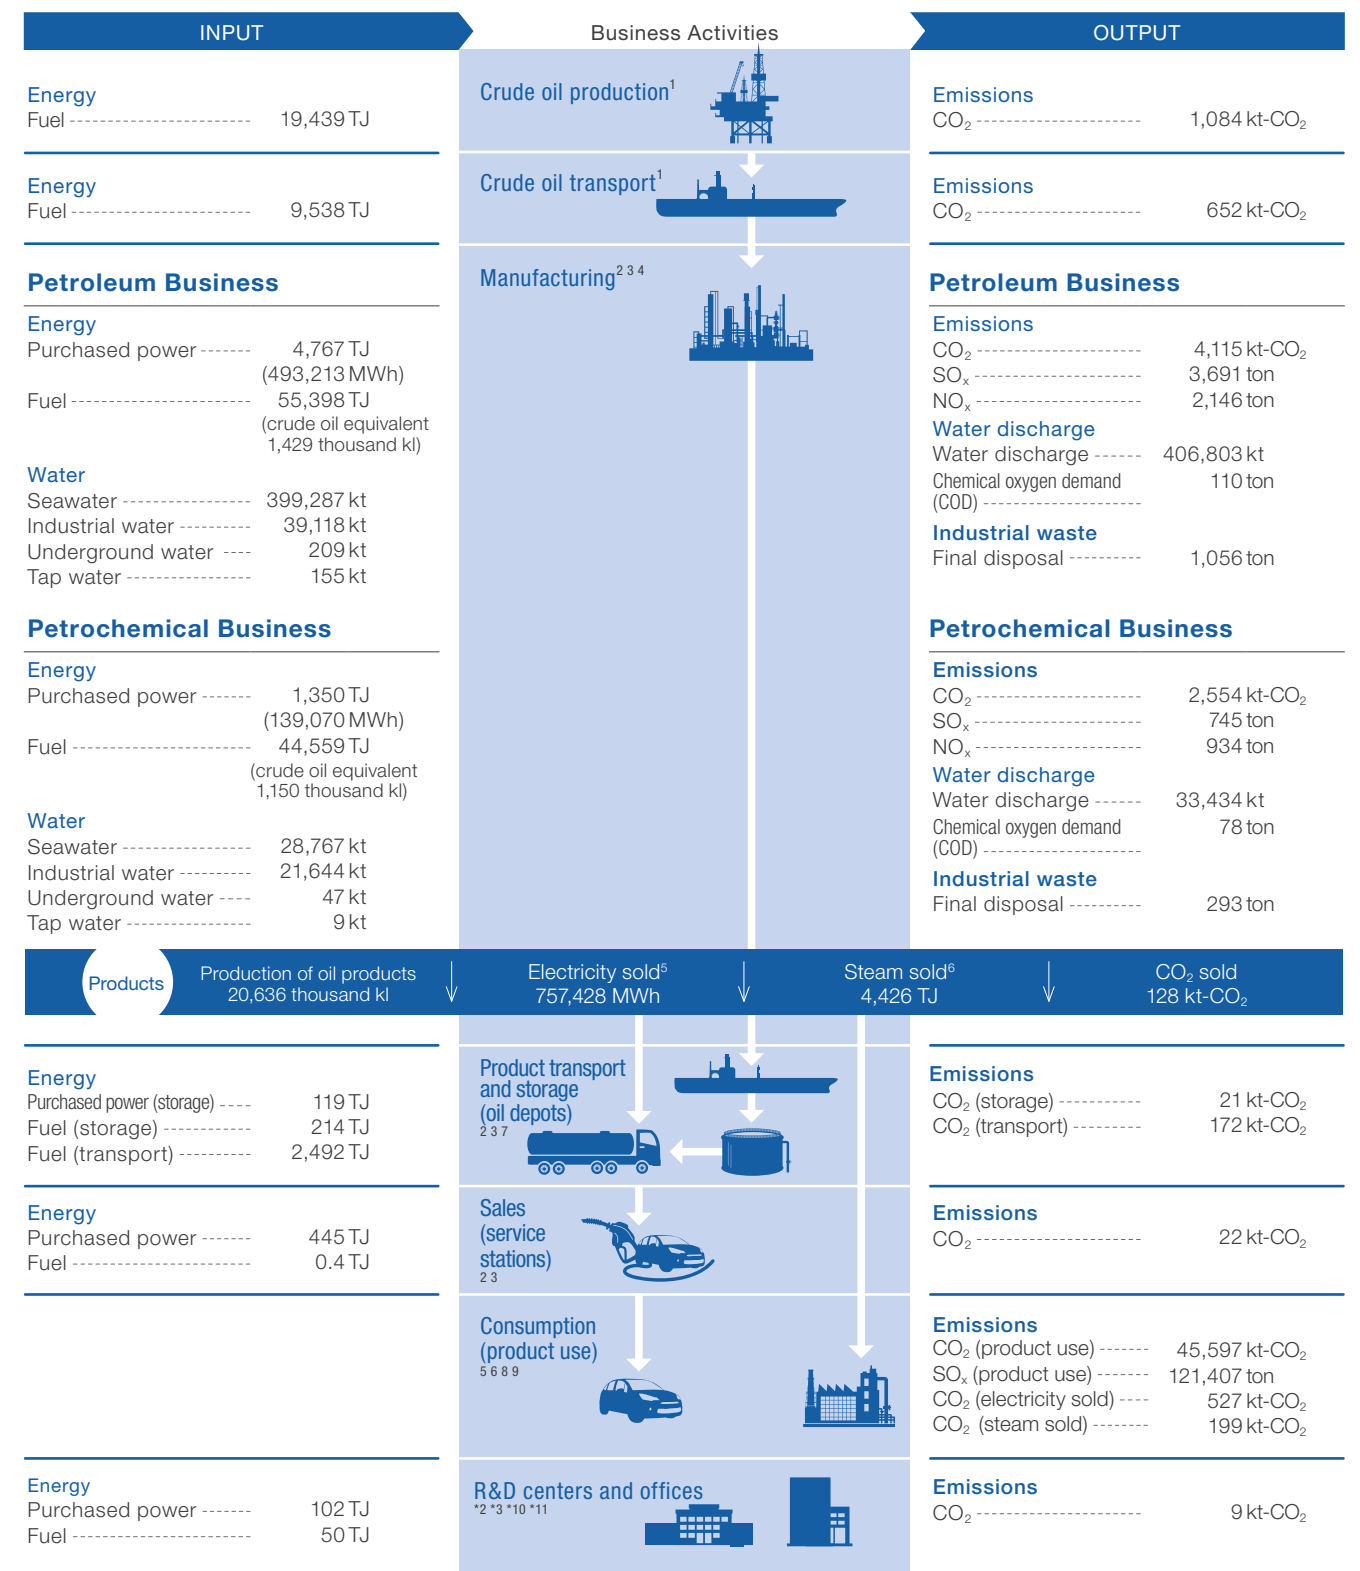 INPUT
Business Activities
OUTPUT
Energy
Fuel 19,439 TJ
Crude oil production1
Emissions
CO2 1,084 kt-CO2
Energy
Fuel 9,538 TJ
Crude oil transport1
Emissions
CO2 652 kt-CO2
Manufacturing2 3 4
Petroleum Business
Energy
Purchased power 4,767 TJ
(493,213 MWh)
Fuel 55,398 TJ
(crude oil equivalent
1,429 thousand kl)
Water
Seawater 399,287 kt
Industrial water 39,118 kt
Underground water 209 kt
Tap water 155 kt
Petroleum Business
Emissions
CO2 4,115 kt-CO2
SOx 3,691 ton
NOx 2,146 ton
Water discharge
Water discharge 406,803 kt
Chemical oxygen demand 110 ton
(COD)
Industrial waste
Final disposal 1,056 ton
Petrochemical Business
Energy
Purchased power 1,350 TJ
(139,070 MWh)
Fuel 44,559 TJ
(crude oil equivalent
1,150 thousand kl)
Water
Seawater 28,767 kt
Industrial water 21,644 kt
Underground water 47 kt
Tap water 9 kt
Petrochemical Business
Emissions
CO2 2,554 kt-CO2
SOx 745 ton
NOx 934 ton
Water discharge
Water discharge 33,434 kt
Chemical oxygen demand 78 ton
(COD)
Industrial waste
Final disposal 293 ton
Products
Production of oil products
20,636 thousand kl
Electricity sold5
757,428 MWh
Steam sold6
4,426 TJ
CO2 sold
128 kt-CO2
Energy
Purchased power (storage) 119 TJ
Fuel (storage) 214 TJ
Fuel (transport) 2,492 TJ
Product transport
and storage
(oil depots)
2 3 7
Emissions
CO2 (storage) 21 kt-CO2
CO2 (transport) 172 kt-CO2
Energy
Purchased power 445 TJ
Fuel 0.4 TJ
Sales
(service
stations)
2 3
Emissions
CO2 22 kt-CO2
Consumption
(product use)
5 6 8 9
Emissions
CO2 (product use) 45,597 kt-CO2
SOx (product use) 121,407 ton
CO2 (electricity sold) 527 kt-CO2
CO2 (steam sold) 199 kt-CO2
Energy
Purchased power 102 TJ
Fuel 50 TJ
R&D centers and offices
*2 *3 *10 *11
Emissions
CO2 9 kt-CO2